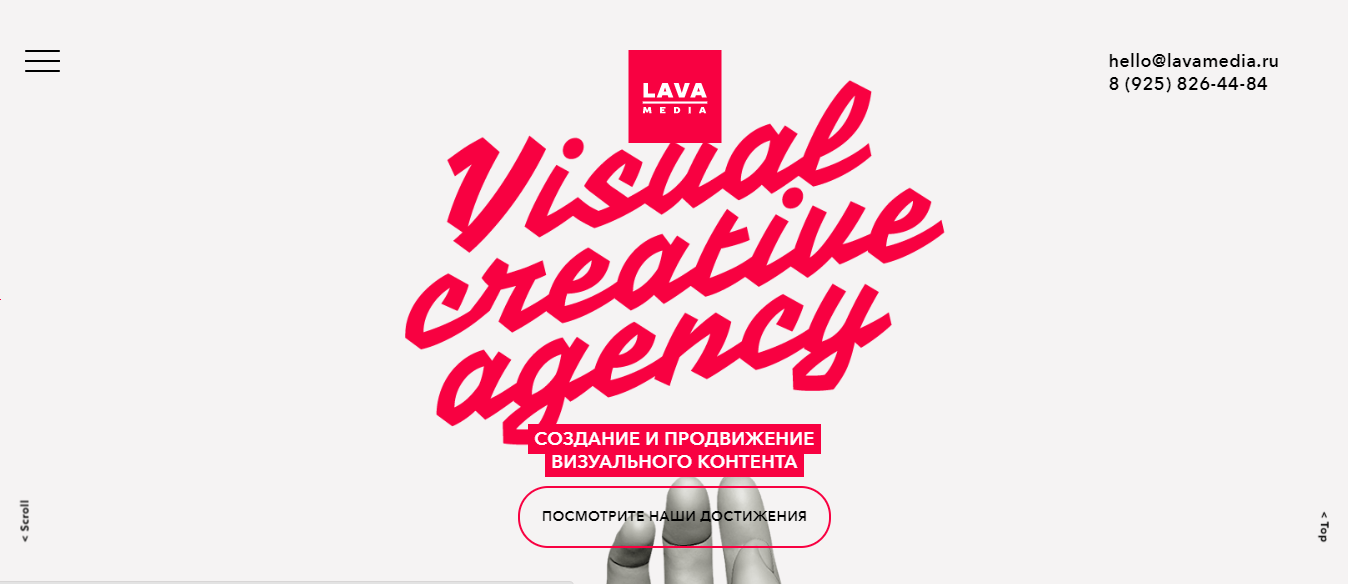 LAVA
MEDIA
hello@lavamedia.ru
8 (925) 826-44-84
Visual
creative
agency
СОЗДАНИЕ И ПРОДВИЖЕНИЕ
ВИЗУАЛЬНОГО КОНТЕНТА
ПОСМОТРИТЕ НАШИ ДОСТИЖЕНИЯ
< Scroll
< Top